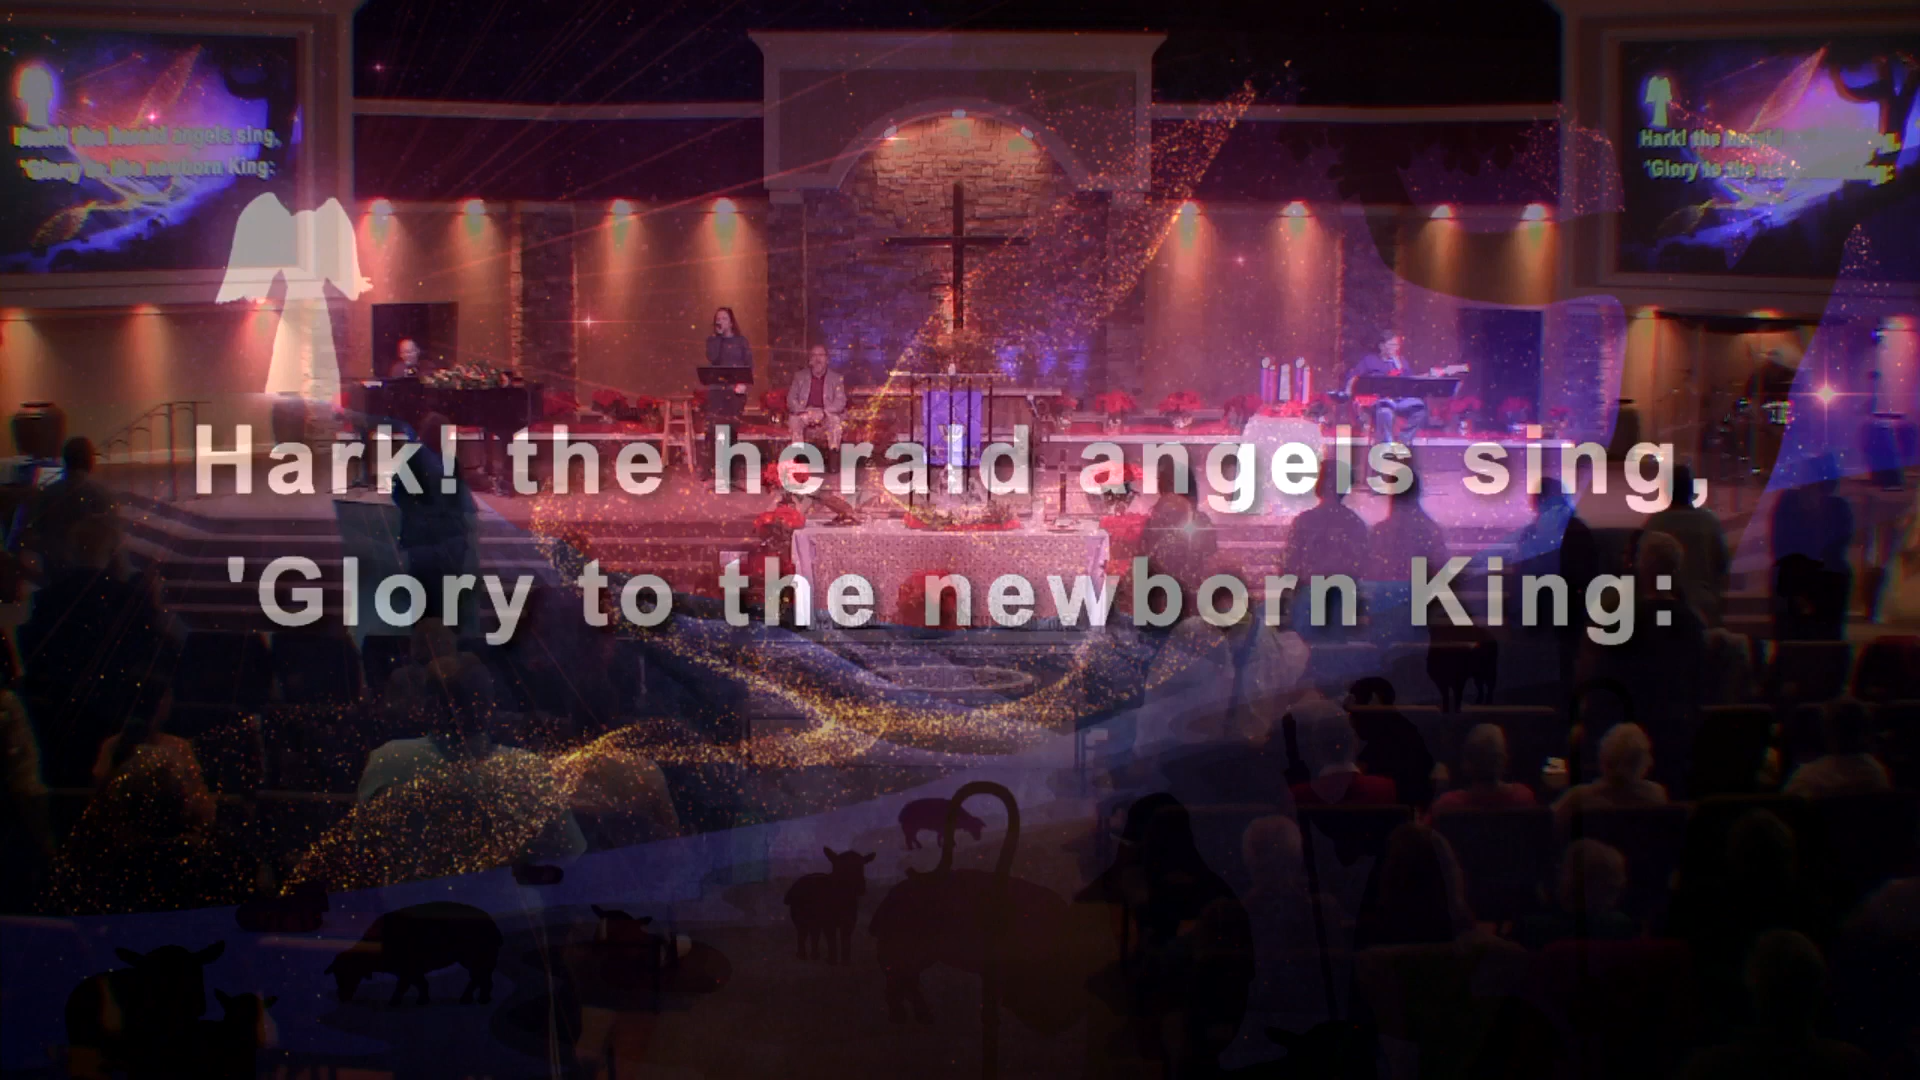 Hark! the herald angels sing,
'Glory to the newborn King:
Hark! the herald angels sing,
'Glory to the newborn King:
Hark! the herald
'Glory to the